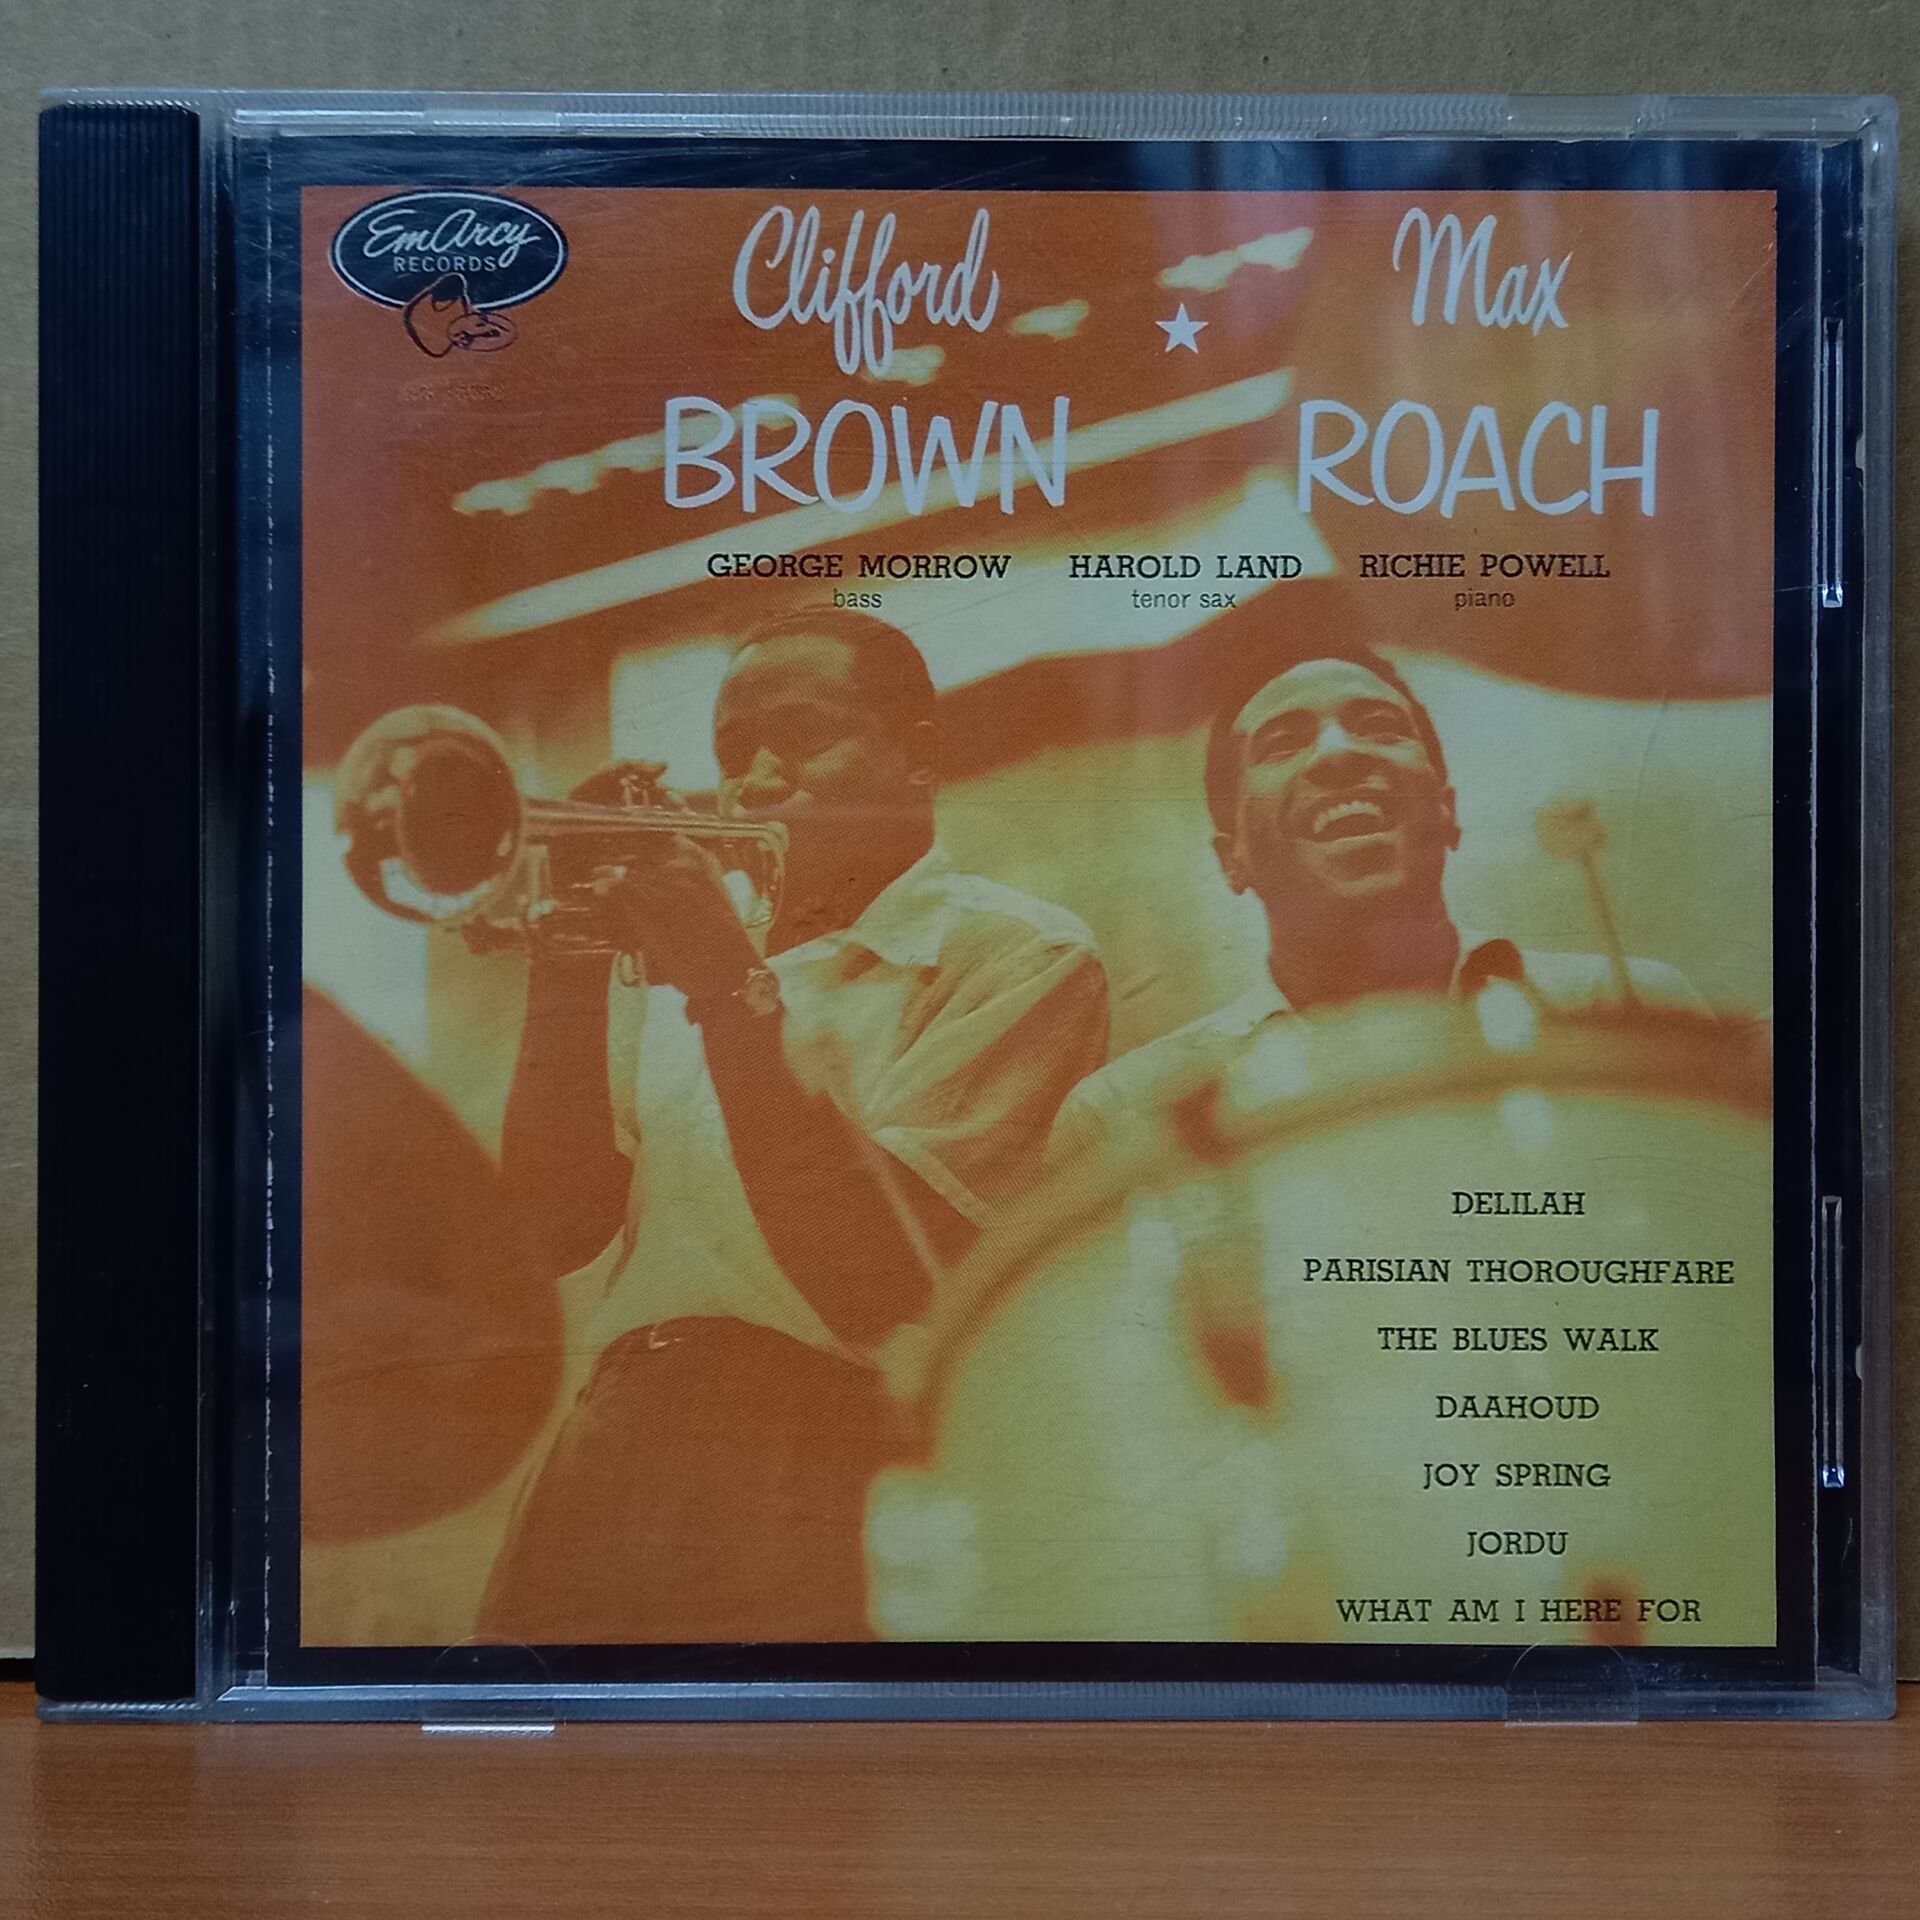 EmArcy
RECORDS
Clifford Max
BROWN ROACH
GEORGE MORROW HAROLD LAND RICHIE POWELL
bass tenor sax piano
DELILAH
PARISIAN THOROUGHFARE
THE BLUES WALK
DAAHOUD
JOY SPRING
JORDU
WHAT AM I HERE FOR